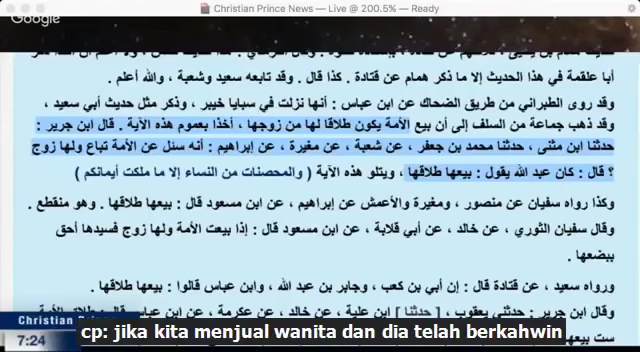 Christian Prince News — Live @ 200.5% — Ready
Google
أبا علقمة في هذا الحديث إلا ما ذكر همام عن قتادة . كذا قال . وقد تابعه سعيد وشعبة ، والله أعلم .
وقد روى الطبراني من طريق الضحاك عن ابن عباس : أنها نزلت في سبايا خيبر ، وذكر مثل حديث أبي سعيد ،
وقد ذهب جماعة من السلف إلى أن بيع الأمة يكون طلاقا لها من زوجها ، أخذا بعموم هذه الآية . قال ابن جرير :
حدثنا ابن مثنى ، حدثنا محمد بن جعفر ، عن شعبة ، عن مغيرة ، عن إبراهيم : أنه سئل عن الأمة تباع ولها زوج
؟ قال : كان عبد الله يقول : بيعها طلاقها ، ويتلو هذه الآية ( والمحصنات من النساء إلا ما ملكت أيمانكم )
وكذا رواه سفيان عن منصور ، ومغيرة والأعمش عن إبراهيم ، عن ابن مسعود قال : بيعها طلاقها . وهو منقطع .
وقال سفيان الثوري ، عن خالد ، عن أبي قلابة ، عن ابن مسعود قال : إذا بيعت الأمة ولها زوج فسيدها أحق
ببضعها .
ورواه سعيد ، عن قتادة قال : إن أبي بن كعب ، وجابر بن عبد الله ، وابن عباس قالوا : بيعها طلاقها .
وقال ابن جرير : حدثني يعقوب ، [ حدثنا ] ابن علية ، عن خالد ، عن عكرمة ، عن ابن عباس قال : طلاق الأمة
ست بيعها
Christian
7:24
cp: jika kita menjual wanita dan dia telah berkahwin